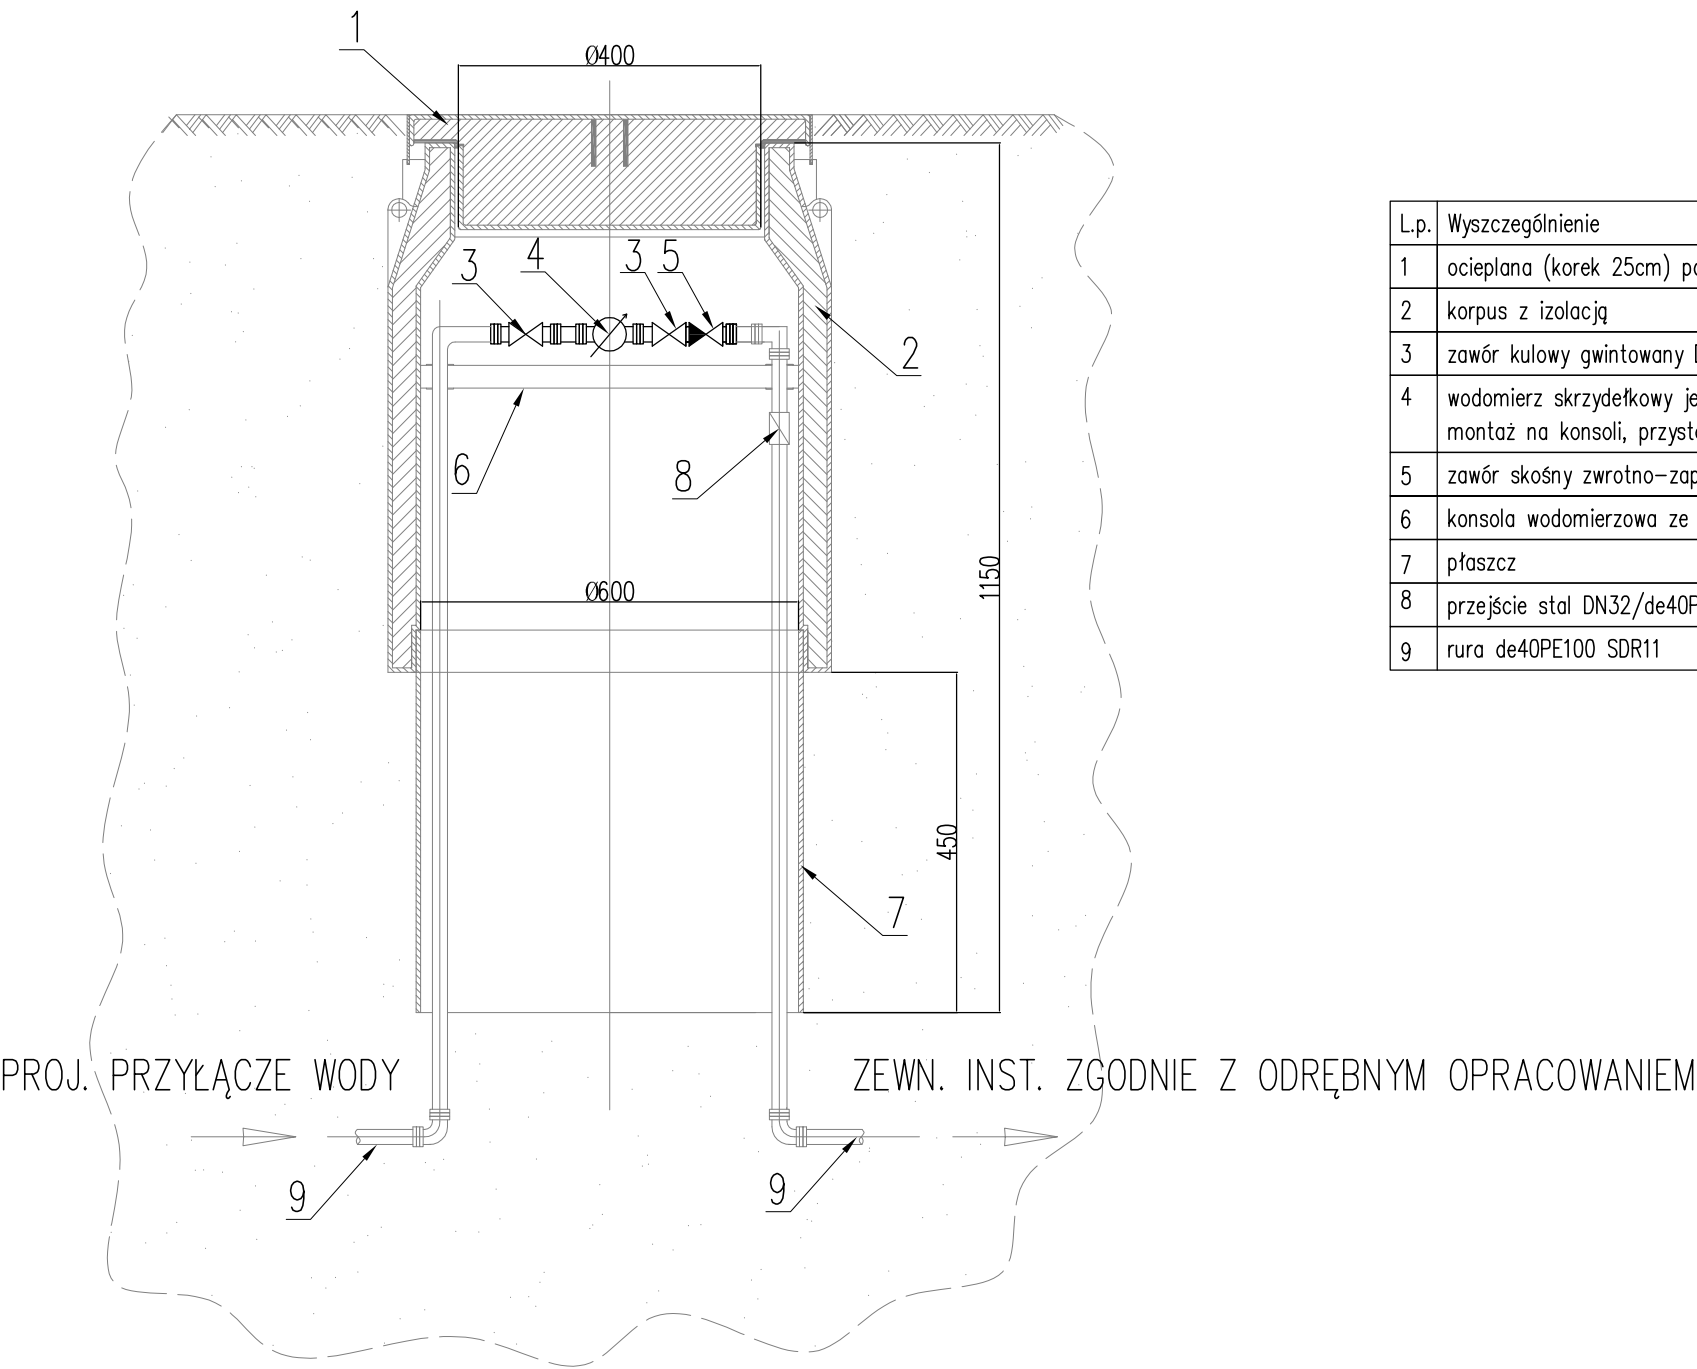 1
Ø400
3
4
3
5
2
6
8
Ø600
1150
450
7
PROJ. PRZYŁĄCZE WODY
ZEWN. INST. ZGODNIE Z ODRĘBNYM OPRACOWANIEM
9
9
L.p. Wyszczególnienie
1 ocieplana (korek 25cm)
2 korpus z izolacją
3 zawór kulowy gwintowany
4 wodomierz skrzydełkowy
montaż na konsoli,
5 zawór skośny
6 konsola wodomierzowa ze
7 płaszcz
8 przejście stal
9 rura de40PE100 SDR11